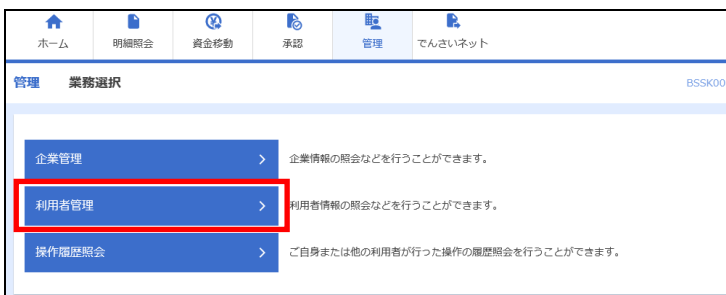 ホーム 明細照会 資金移動 承認 管理 でんさいネット
管理 業務選択 BSSK00
企業管理 企業情報の照会などを行うことができます。
利用者管理 利用者情報の照会などを行うことができます。
操作履歴照会 ご自身または他の利用者が行った操作の履歴照会を行うことができます。